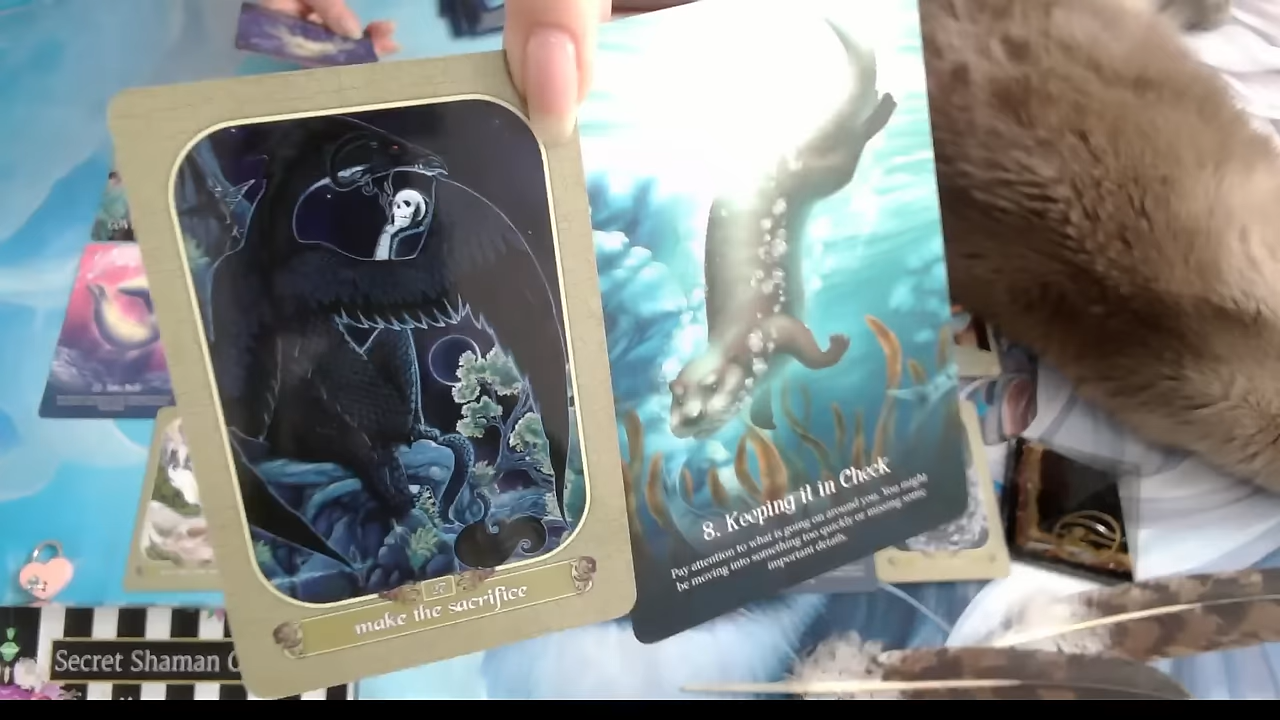 make the sacrifice
8. Keeping it in Check
Pay attention to what is going on around you. You might
be moving into something too quickly or missing some
important details.
Secret Shaman